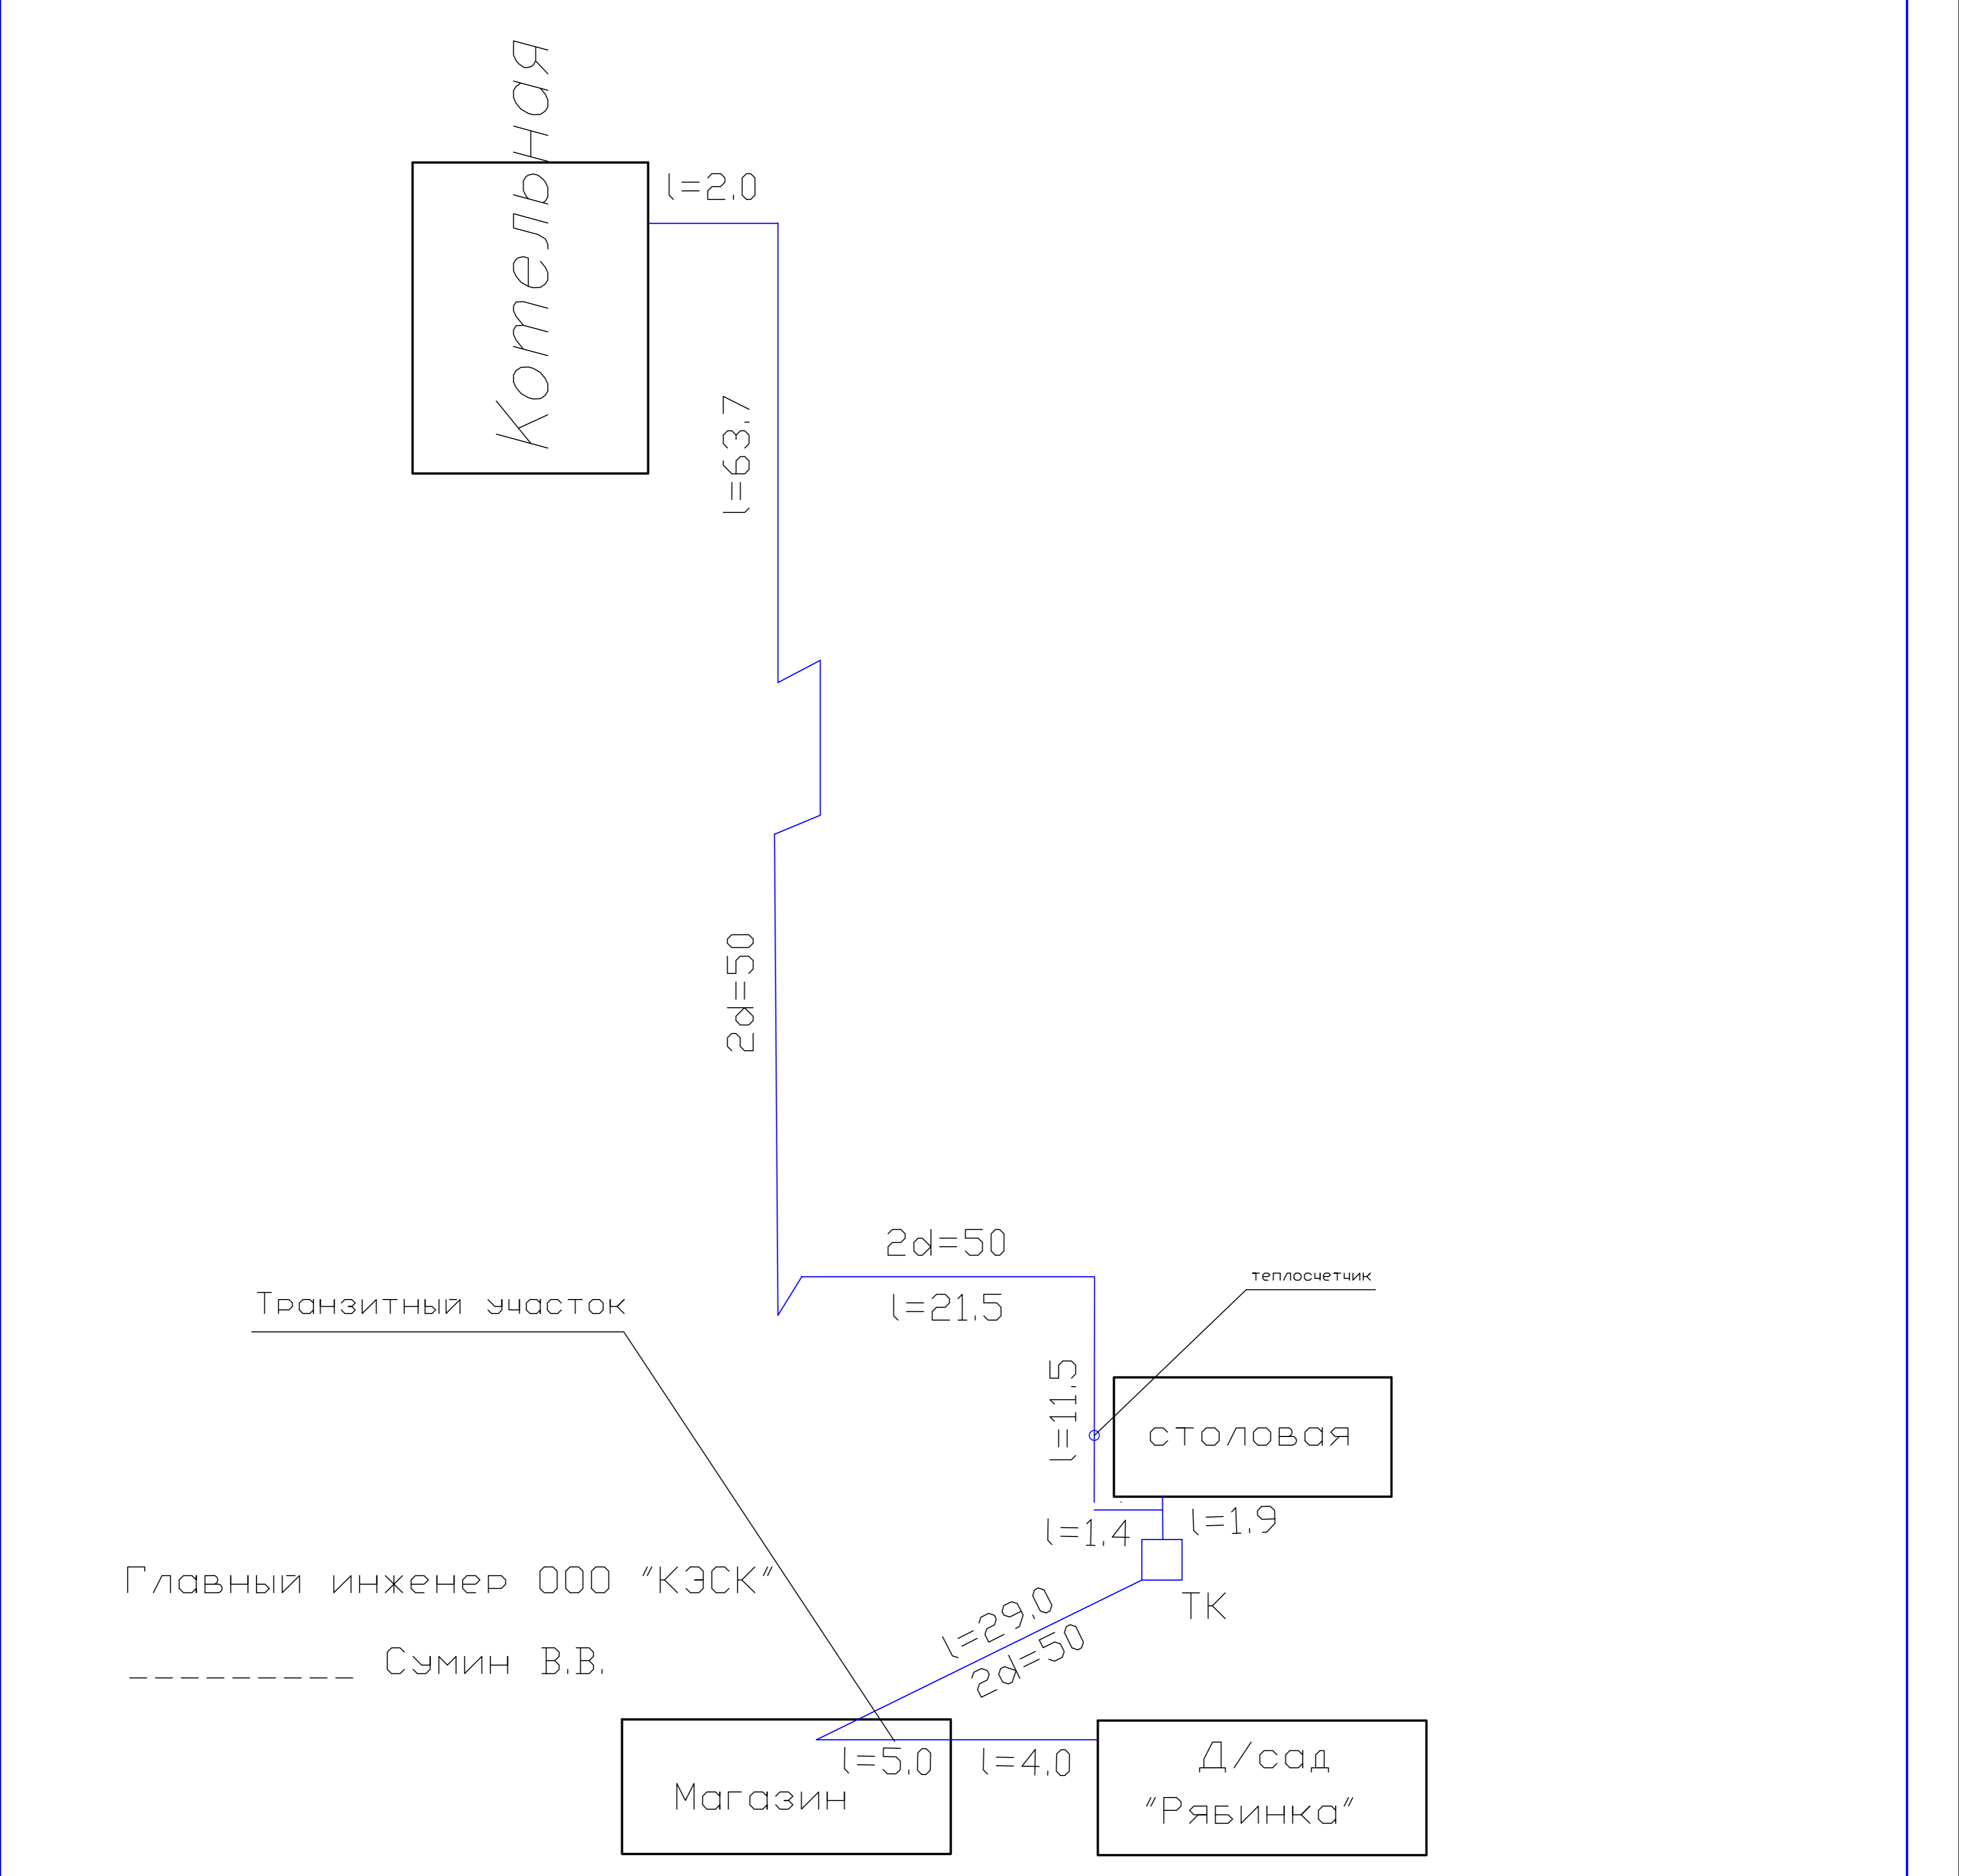 Котельная
l=2.0
l=63.7
2d=50
2d=50
l=21.5
теплосчетчик
Транзитный участок
l=11.5
столовая
l=1.4
l=1.9
ТК
Главный инженер ООО "КЭСК"
_________ Сумин В.В.
l=29.0
2d=50
l=5.0
l=4.0
Магазин
Д/сад
"Рябинка"